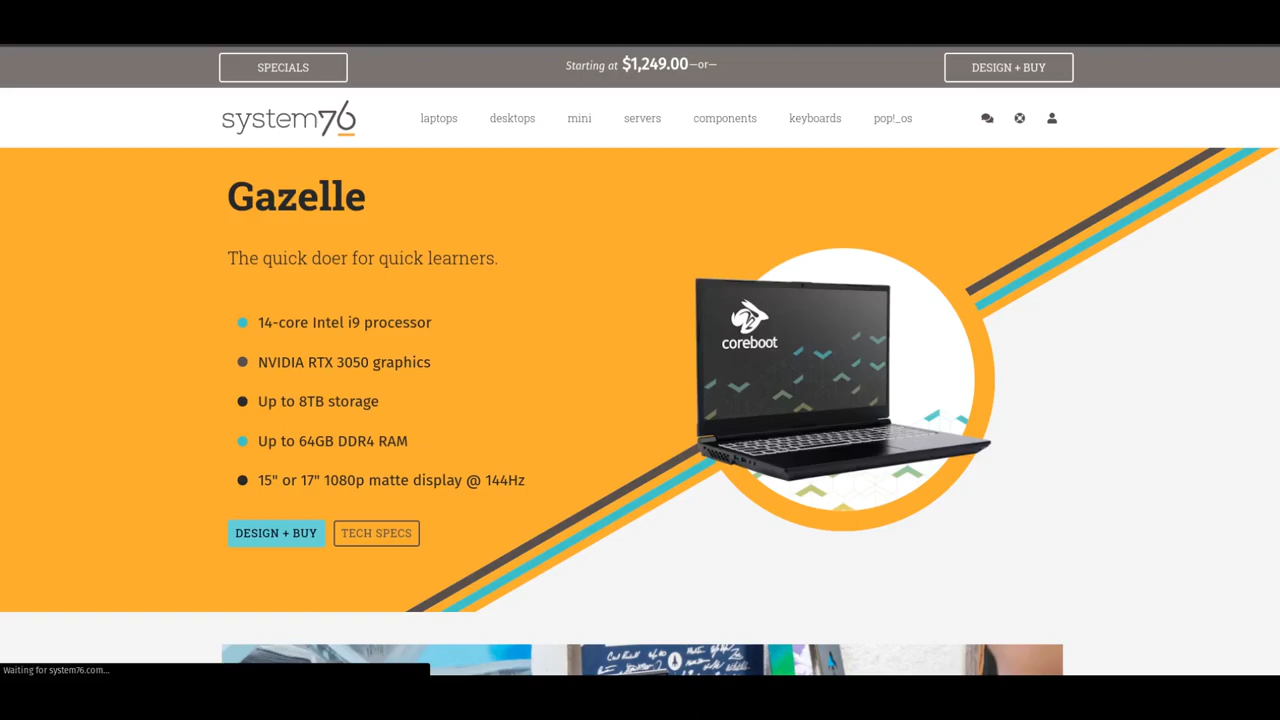 SPECIALS
Starting at $1,249.00—or—
DESIGN + BUY
system76
laptops
desktops
mini
servers
components
keyboards
pop!_os
Gazelle
The quick doer for quick learners.
14-core Intel i9 processor
NVIDIA RTX 3050 graphics
Up to 8TB storage
Up to 64GB DDR4 RAM
15" or 17" 1080p matte display @ 144Hz
DESIGN + BUY
TECH SPECS
coreboot
Waiting for system76.com...